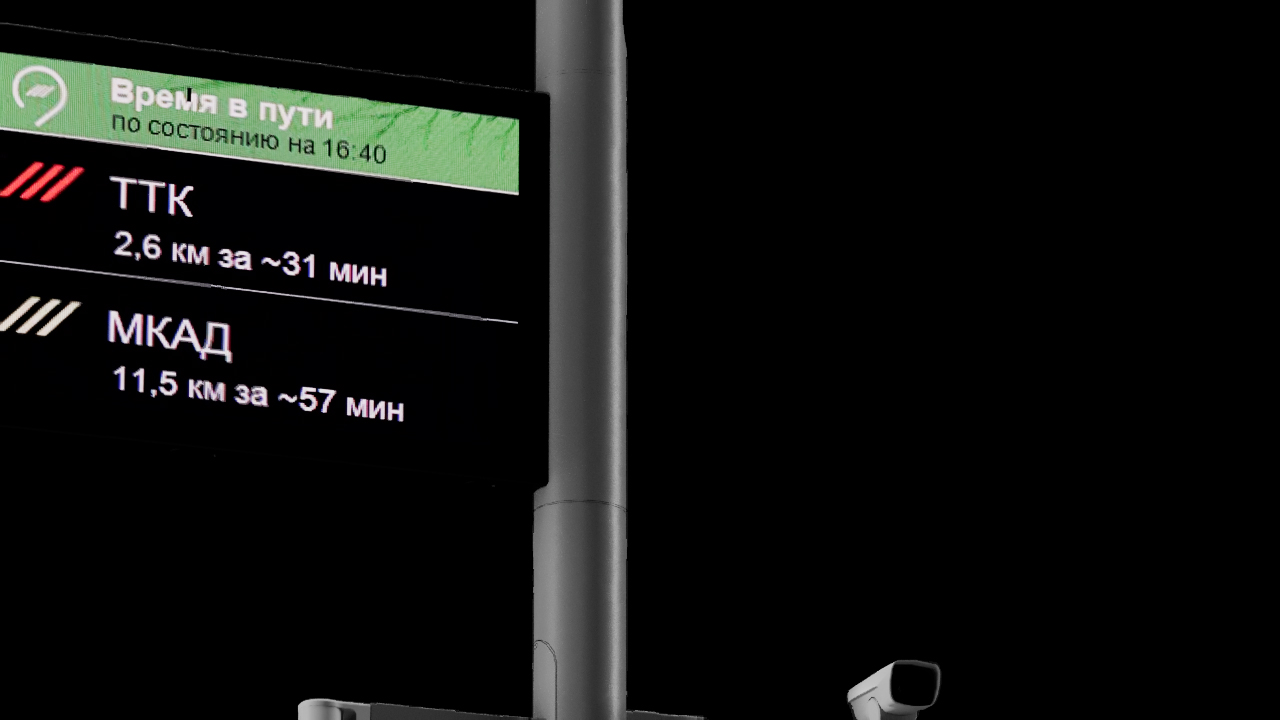 Время в пути
по состоянию на 16:40
ТТК
2,6 км за ~31 мин
МКАД
11,5 км за ~57 мин